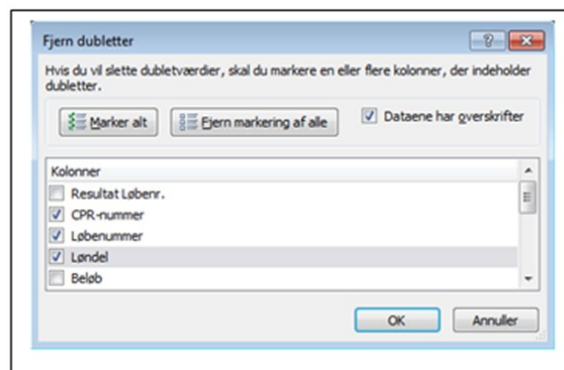 Fjern dubletter
Hvis du vil slette dubletværdier, skal du markere en eller flere kolonner, der indeholder
dubletter.
Marker alt
Fjern markering af alle
Dataene har overskrifter
Kolonner
Resultat Løbenr.
CPR-nummer
Løbenummer
Løndel
Beløb
OK
Annuller